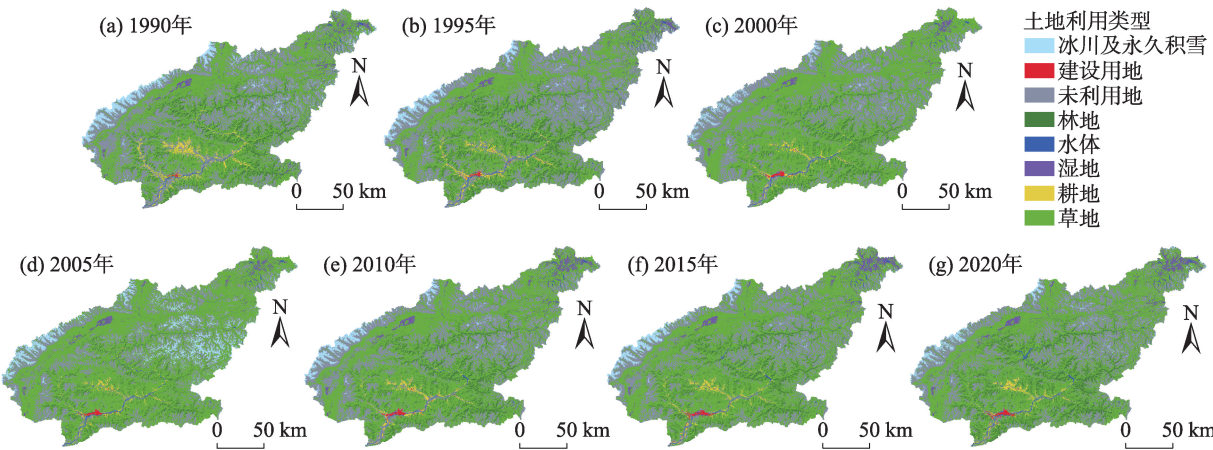 (a) 1990年
N
0 50 km
(b) 1995年
N
0 50 km
(c) 2000年
N
0 50 km
土地利用类型
冰川及永久积雪
建设用地
未利用地
林地
水体
湿地
耕地
草地
(d) 2005年
N
0 50 km
(e) 2010年
N
0 50 km
(f) 2015年
N
0 50 km
(g) 2020年
N
0 50 km